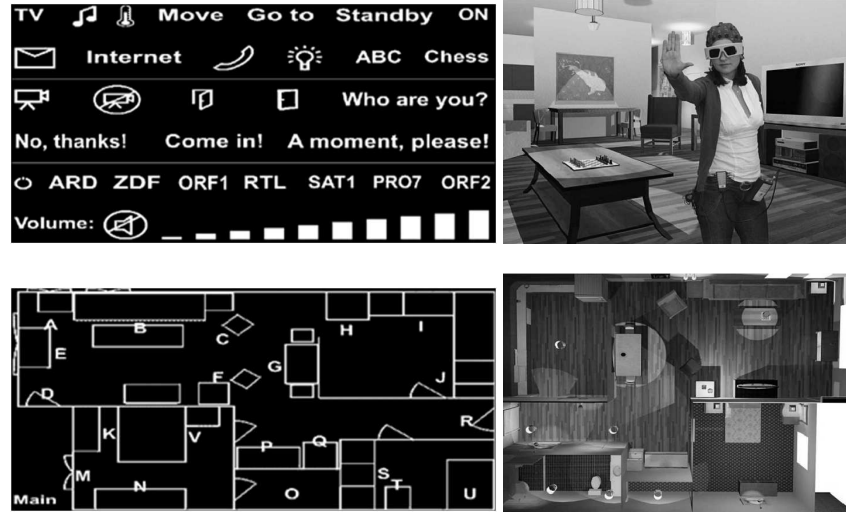 TV Move Go to Standby ON
Internet ABC Chess
Who are you?
No, thanks! Come in! A moment, please!
ARD ZDF ORF1 RTL SAT1 PRO7 ORF2
Volume:
A
B
C
E
H
I
G
F
J
D
K
V
R
P
Q
M
N
O
S
T
U
Main